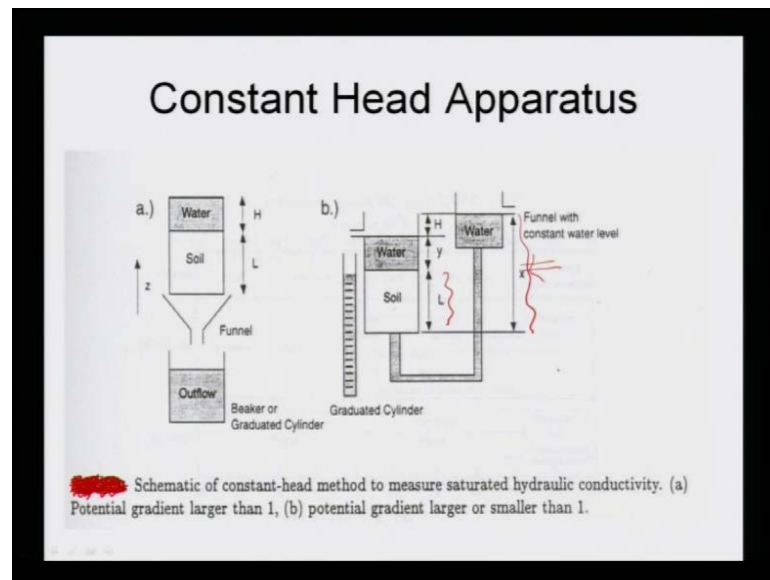 Constant Head Apparatus
a.)
Water
H
Soil
L
z
Funnel
Outflow
Beaker or
Graduated Cylinder
b.)
H
Water
Funnel with
constant water level
Water
y
x
Soil
L
Graduated Cylinder
Schematic of constant-head method to measure saturated hydraulic conductivity. (a)
Potential gradient larger than 1, (b) potential gradient larger or smaller than 1.